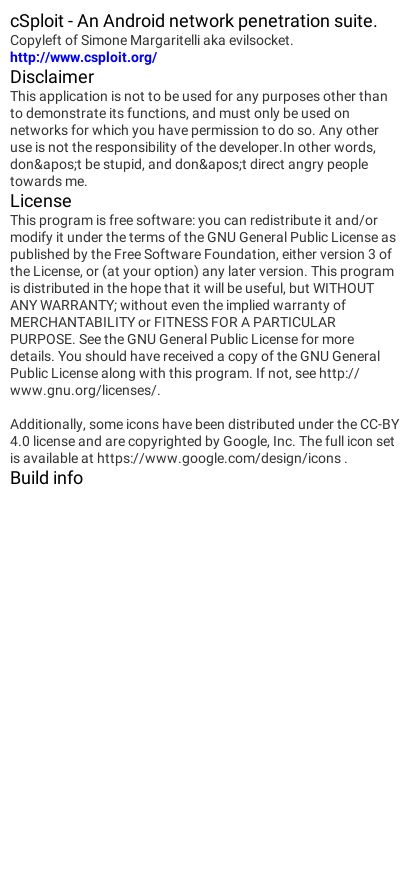 cSploit - An Android network penetration suite.
Copyleft of Simone Margaritelli aka evilsocket.
http://www.csploit.org/
Disclaimer
This application is not to be used for any purposes other than
to demonstrate its functions, and must only be used on
networks for which you have permission to do so. Any other
use is not the responsibility of the developer.In other words,
don&apos;t be stupid, and don&apos;t direct angry people
towards me.
License
This program is free software: you can redistribute it and/or
modify it under the terms of the GNU General Public License as
published by the Free Software Foundation, either version 3 of
the License, or (at your option) any later version. This program
is distributed in the hope that it will be useful, but WITHOUT
ANY WARRANTY; without even the implied warranty of
MERCHANTABILITY or FITNESS FOR A PARTICULAR
PURPOSE. See the GNU General Public License for more
details. You should have received a copy of the GNU General
Public License along with this program. If not, see http://
www.gnu.org/licenses/.
Additionally, some icons have been distributed under the CC-BY
4.0 license and are copyrighted by Google, Inc. The full icon set
is available at https://www.google.com/design/icons .
Build info